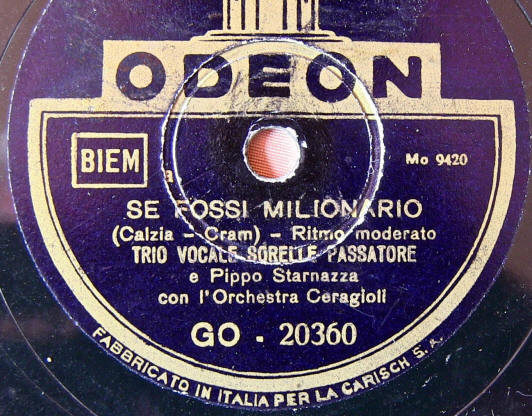 ODEON
BIEM
Mo 9420
SE FOSSI MILIONARIO
(Calzia - Cram) - Ritmo moderato
TRIO VOCALE SORELLE PASSATORE
e Pippo Starnazza
con l'Orchestra Ceragioli
GO - 20360
FABBRICATO IN ITALIA PER LA CARISCH S. A.